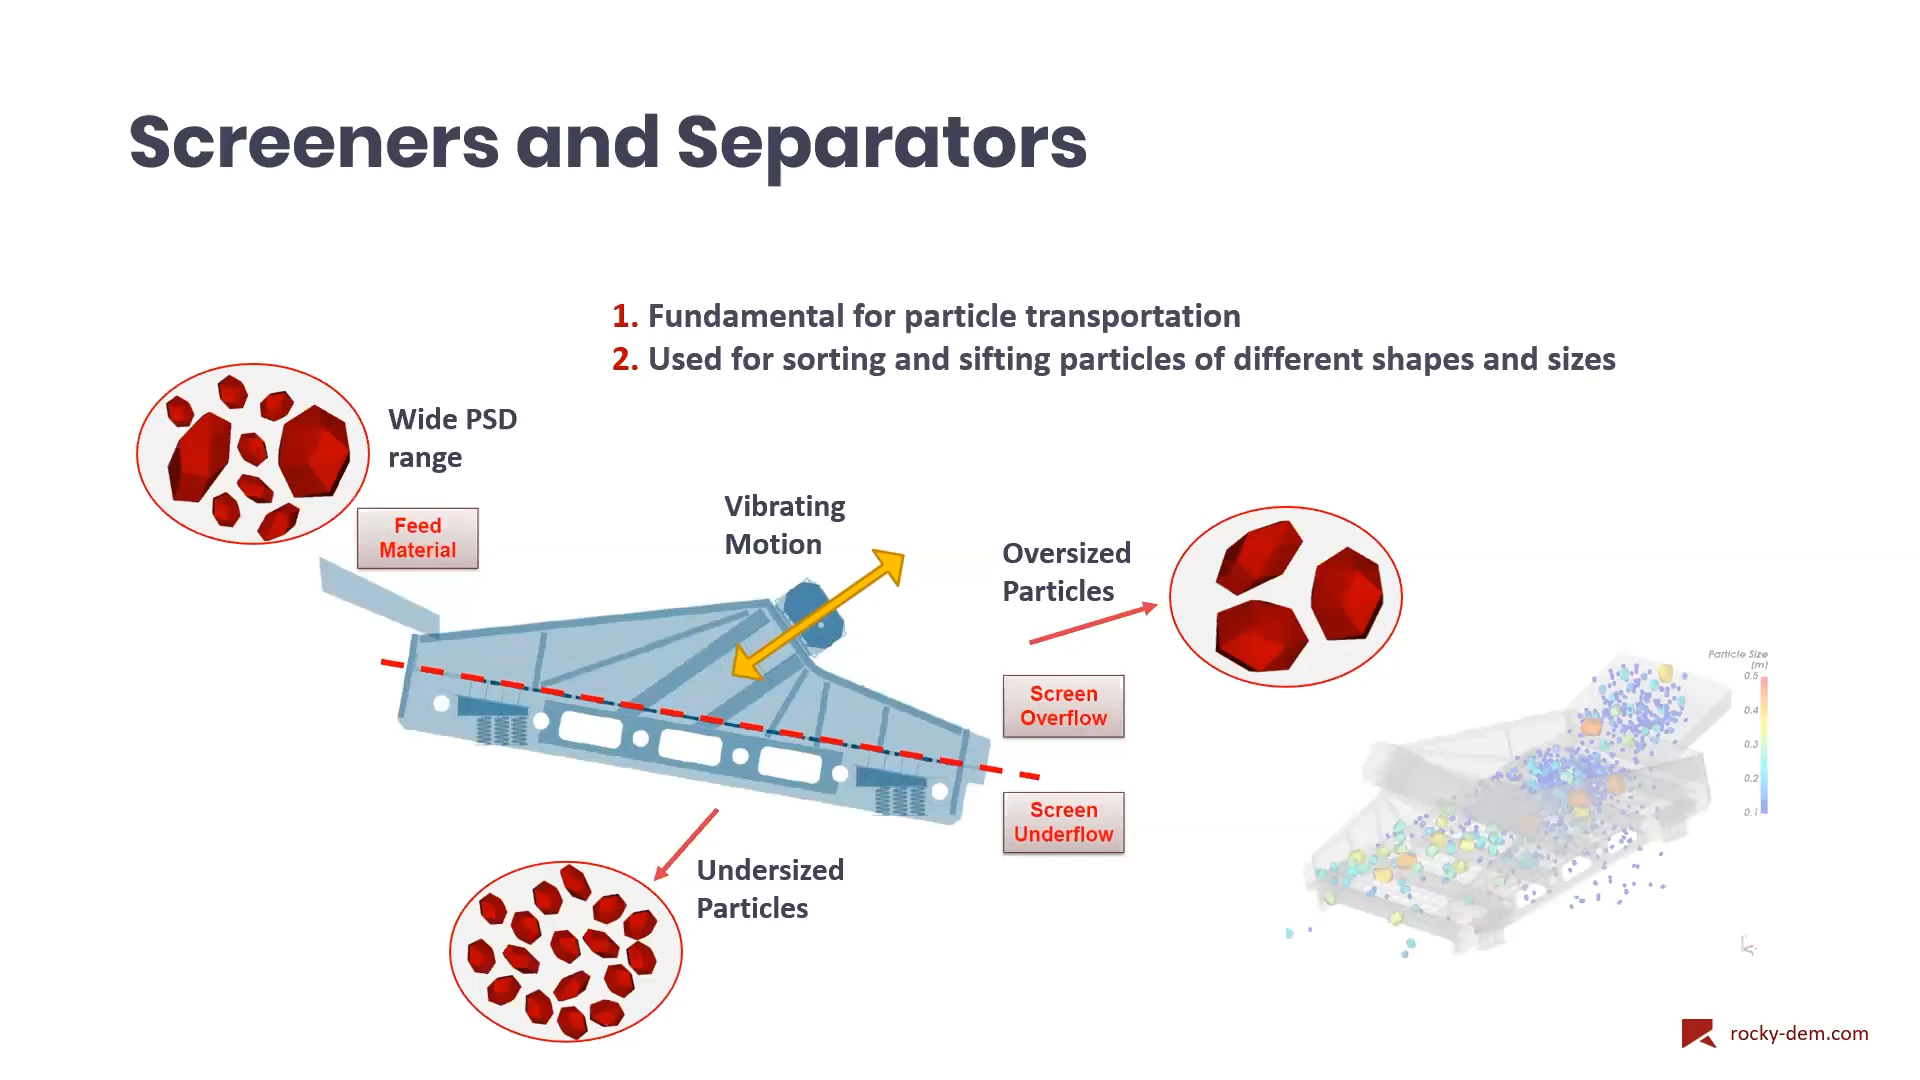 Screeners and Separators
1. Fundamental for particle transportation
2. Used for sorting and sifting particles of different shapes and sizes
Wide PSD
range
Feed
Material
Vibrating
Motion
Oversized
Particles
Screen
Overflow
Screen
Underflow
Undersized
Particles
Particle Size
(m)
0.5
0.4
0.3
0.2
0.1
rocky-dem.com